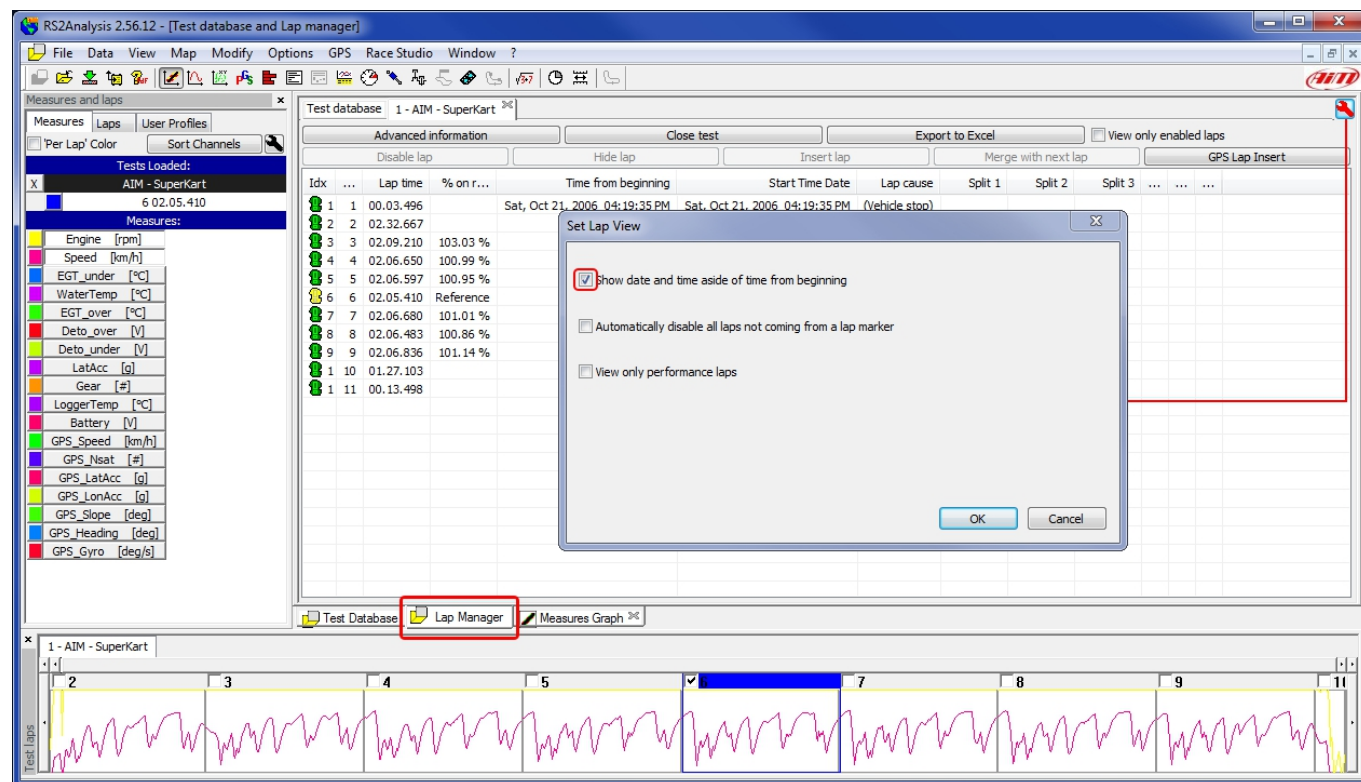 RS2Analysis 2.56.12 - [Test database and Lap manager]
File Data View Map Modify Options GPS Race Studio Window ?
AiM
Measures and laps
Measures Laps User Profiles
'Per Lap' Color Sort Channels
Tests Loaded:
X AIM - SuperKart
6 02.05.410
Measures:
Engine [rpm]
Speed [km/h]
EGT_under [°C]
WaterTemp [°C]
EGT_over [°C]
Deto_over [V]
Deto_under [V]
LatAcc [g]
Gear [#]
LoggerTemp [°C]
Battery [V]
GPS_Speed [km/h]
GPS_Nsat [#]
GPS_LatAcc [g]
GPS_LonAcc [g]
GPS_Slope [deg]
GPS_Heading [deg]
GPS_Gyro [deg/s]
Test database 1 - AIM - SuperKart
Advanced information Close test Export to Excel View only enabled laps
Disable lap Hide lap Insert lap Merge with next lap GPS Lap Insert
Idx ... Lap time % on r... Time from beginning Start Time Date Lap cause Split 1 Split 2 Split 3 ... ... ...
1 1 00.03.496 Sat, Oct 21, 2006 04:19:35 PM Sat, Oct 21, 2006 04:19:35 PM (Vehicle stop)
2 2 02.32.667
3 3 02.09.210 103.03 %
4 4 02.06.650 100.99 %
5 5 02.06.597 100.95 %
6 6 02.05.410 Reference
7 7 02.06.680 101.01 %
8 8 02.06.483 100.86 %
9 9 02.06.836 101.14 %
1 10 01.27.103
1 11 00.13.498
Set Lap View
Show date and time aside of time from beginning
Automatically disable all laps not coming from a lap marker
View only performance laps
OK Cancel
Test Database Lap Manager Measures Graph
1 - AIM - SuperKart
2 3 4 5 6 7 8 9 11
Test laps